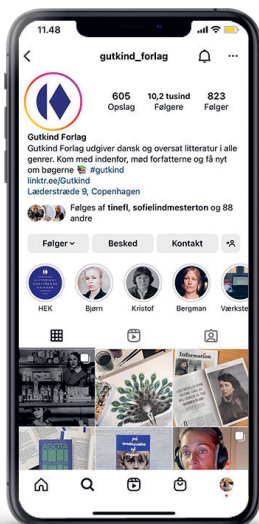 11.48
gutkind_forlag
605
10,2 tusind
823
Opslag
Følgere
Følger
Gutkind Forlag
Gutkind Forlag udgiver dansk og oversat litteratur i alle
genrer. Kom med indenfor, mød forfatterne og få nyt
om bøgerne 📚 #gutkind
linktr.ee/Gutkind
Læderstræde 9, Copenhagen
Følges af tinefl, sofielindmesterton og 88
andre
Følger
Besked
Kontakt
HEK
Bjørn
Kristof
Bergman
Værkste
Information
AGOTA